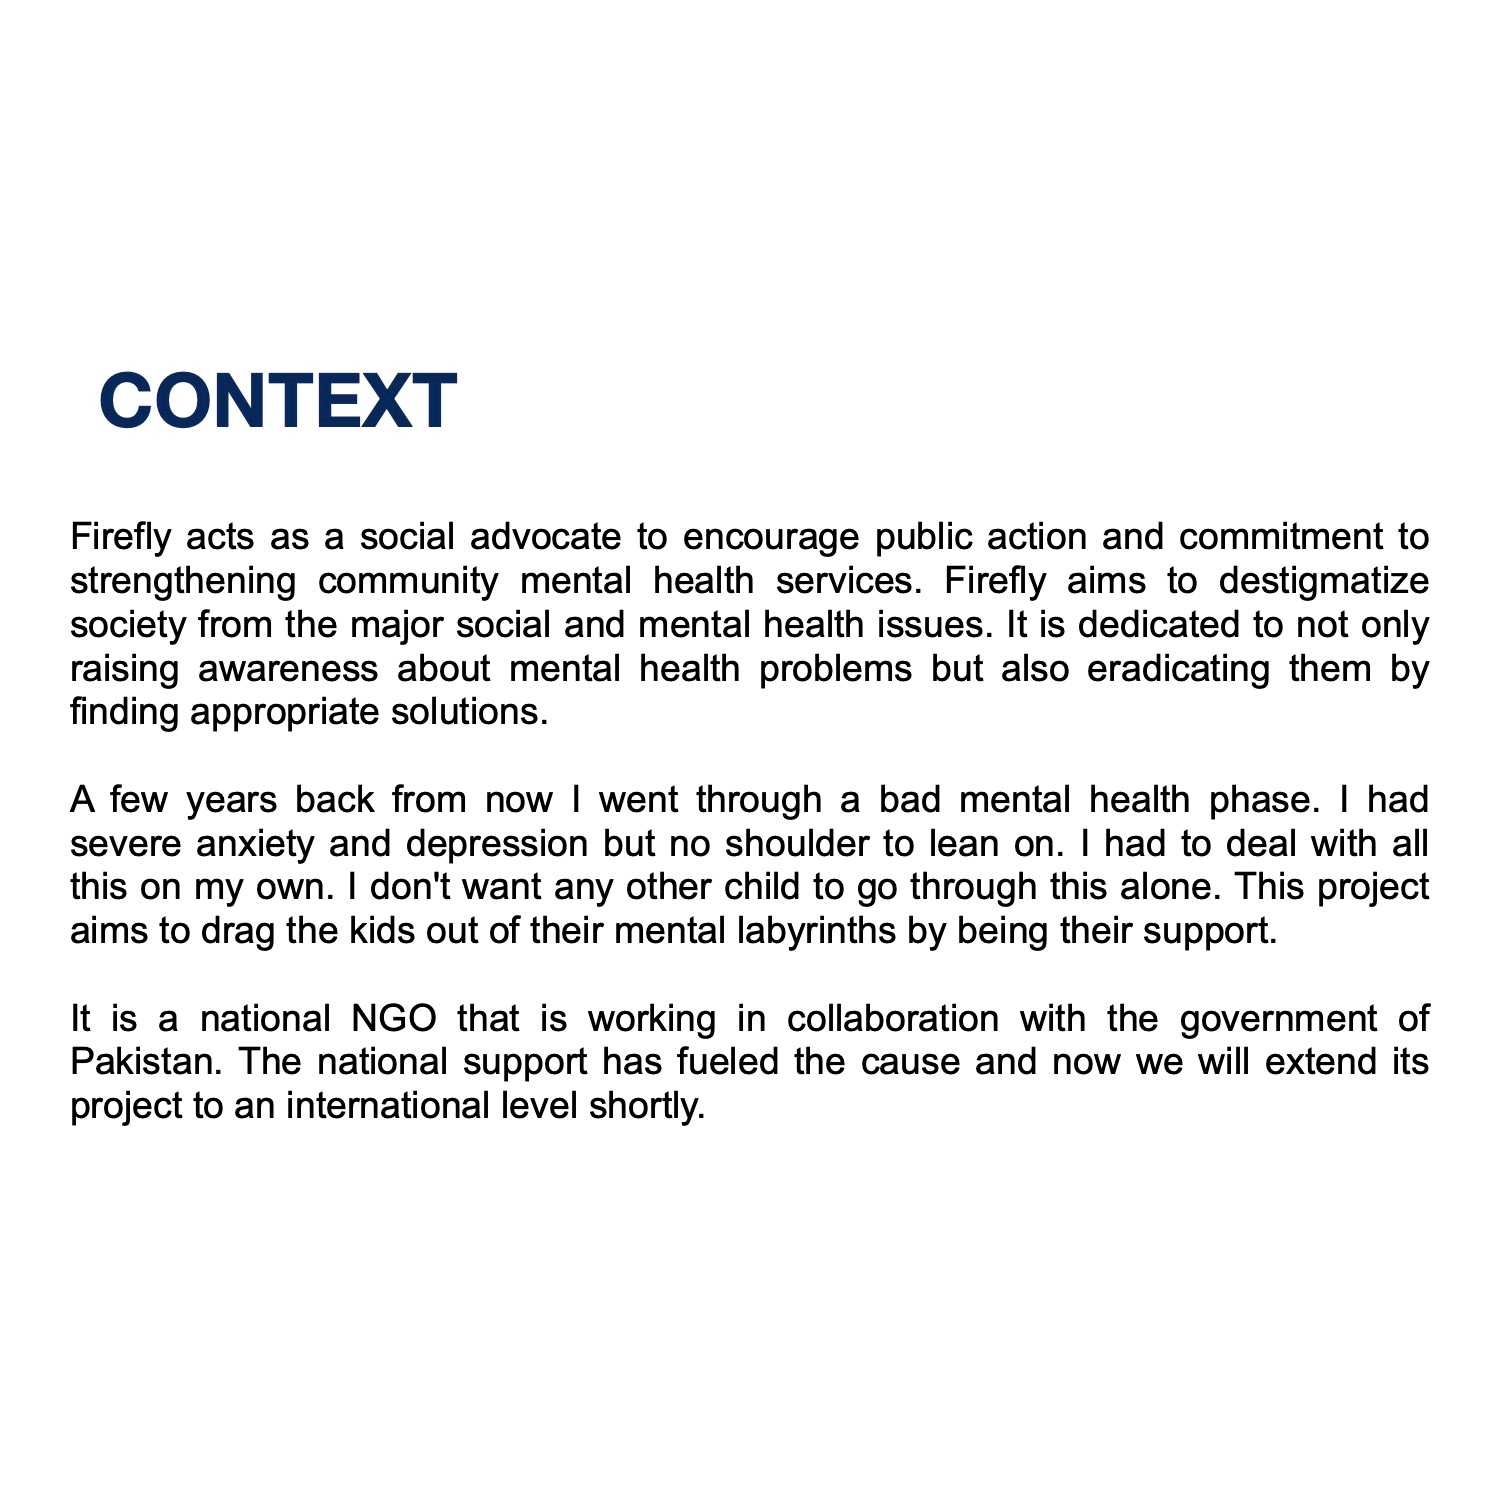 CONTEXT
Firefly acts as a social advocate to encourage public action and commitment to
strengthening community mental health services. Firefly aims to destigmatize
society from the major social and mental health issues. It is dedicated to not only
raising awareness about mental health problems but also eradicating them by
finding appropriate solutions.
A few years back from now I went through a bad mental health phase. I had
severe anxiety and depression but no shoulder to lean on. I had to deal with all
this on my own. I don't want any other child to go through this alone. This project
aims to drag the kids out of their mental labyrinths by being their support.
It is a national NGO that is working in collaboration with the government of
Pakistan. The national support has fueled the cause and now we will extend its
project to an international level shortly.